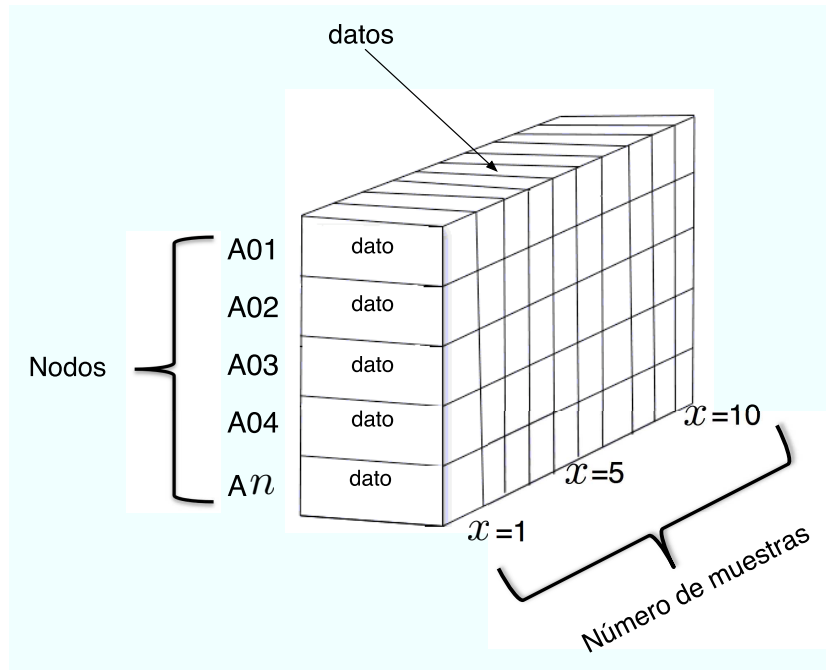 datos
A01 dato
A02 dato
Nodos
A03 dato
A04 dato
An dato
x=10
x=5
x=1
Número de muestras